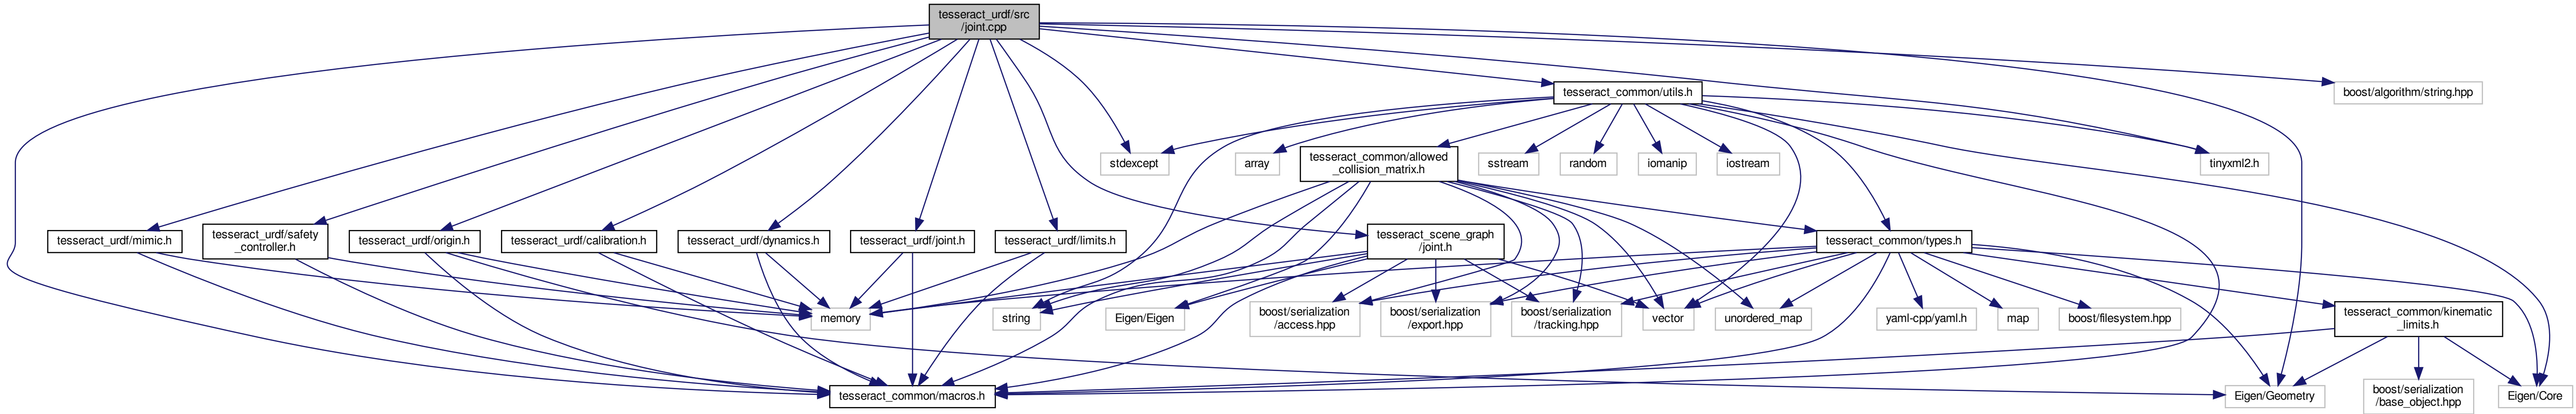 tesseract_urdf/src
/joint.cpp
tesseract_common/utils.h
boost/algorithm/string.hpp
stdexcept
array
tesseract_common/allowed
_collision_matrix.h
sstream
random
iomanip
iostream
tinyxml2.h
tesseract_urdf/mimic.h
tesseract_urdf/safety
_controller.h
tesseract_urdf/origin.h
tesseract_urdf/calibration.h
tesseract_urdf/dynamics.h
tesseract_urdf/joint.h
tesseract_urdf/limits.h
tesseract_scene_graph
/joint.h
tesseract_common/types.h
memory
string
Eigen/Eigen
boost/serialization
/access.hpp
boost/serialization
/export.hpp
boost/serialization
/tracking.hpp
vector
unordered_map
yaml-cpp/yaml.h
map
boost/filesystem.hpp
tesseract_common/kinematic
_limits.h
tesseract_common/macros.h
Eigen/Geometry
boost/serialization
/base_object.hpp
Eigen/Core